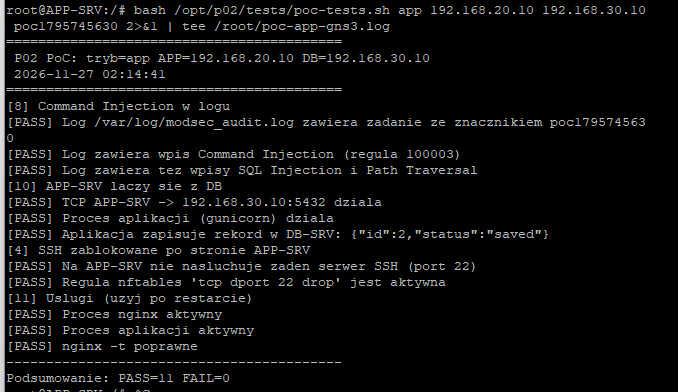 root@APP-SRV:/# bash /opt/p02/tests/poc-tests.sh app 192.168.20.10 192.168.30.10
 poc1795745630 2>&1 | tee /root/poc-app-gns3.log
==========================================
 P02 PoC: tryb=app APP=192.168.20.10 DB=192.168.30.10
 2026-11-27 02:14:41
==========================================
[8] Command Injection w logu
[PASS] Log /var/log/modsec_audit.log zawiera zadanie ze znacznikiem poc179574563
0
[PASS] Log zawiera wpis Command Injection (regula 100003)
[PASS] Log zawiera tez wpisy SQL Injection i Path Traversal
[10] APP-SRV laczy sie z DB
[PASS] TCP APP-SRV -> 192.168.30.10:5432 dziala
[PASS] Proces aplikacji (gunicorn) dziala
[PASS] Aplikacja zapisuje rekord w DB-SRV: {"id":2,"status":"saved"}
[4] SSH zablokowane po stronie APP-SRV
[PASS] Na APP-SRV nie nasluchuje zaden serwer SSH (port 22)
[PASS] Regula nftables 'tcp dport 22 drop' jest aktywna
[11] Uslugi (uzyj po restarcie)
[PASS] Proces nginx aktywny
[PASS] Proces aplikacji aktywny
[PASS] nginx -t poprawne
------------------------------------------
Podsumowanie: PASS=11 FAIL=0